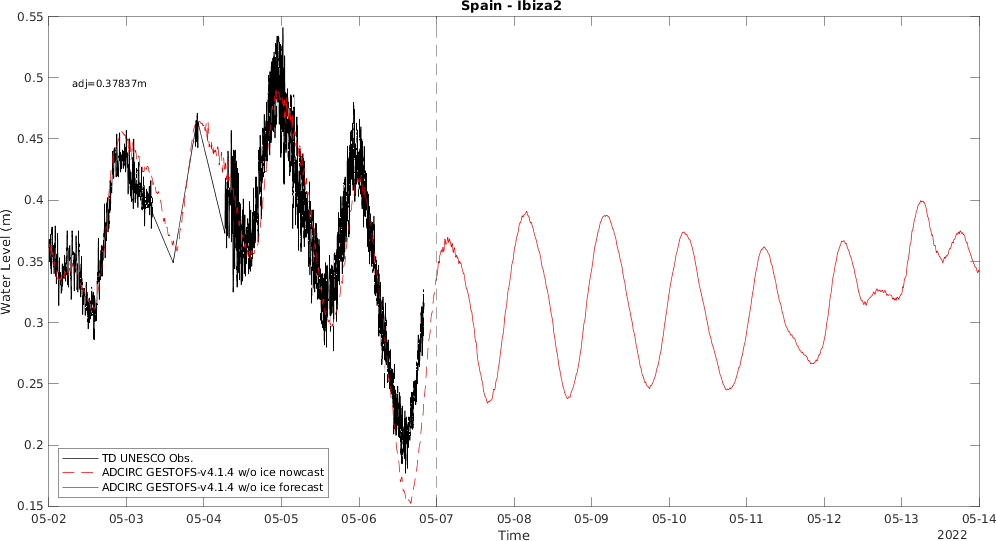 Spain - Ibiza2
0.55
0.5
0.45
0.4
0.35
0.3
0.25
0.2
0.15
Water Level (m)
adj=0.37837m
TD UNESCO Obs.
ADCIRC GESTOFS-v4.1.4 w/o ice nowcast
ADCIRC GESTOFS-v4.1.4 w/o ice forecast
05-02 05-03 05-04 05-05 05-06 05-07 05-08 05-09 05-10 05-11 05-12 05-13 05-14
Time
2022